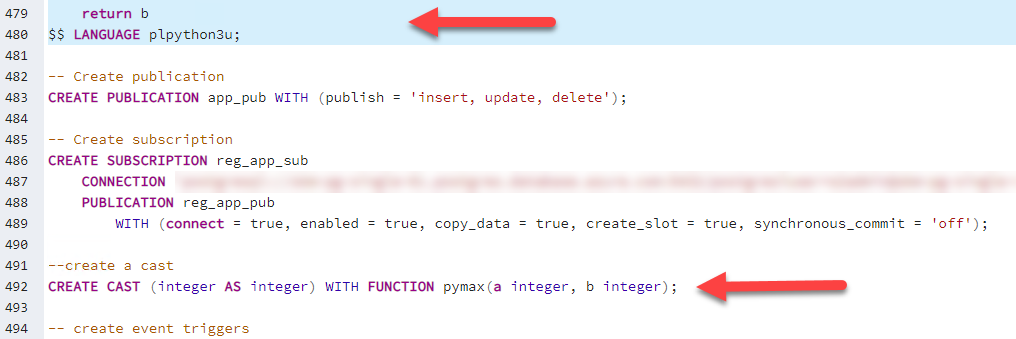 479 return b
480 $$ LANGUAGE plpython3u;
481
482 -- Create publication
483 CREATE PUBLICATION app_pub WITH (publish = 'insert, update, delete');
484
485 -- Create subscription
486 CREATE SUBSCRIPTION reg_app_sub
487 CONNECTION
488 PUBLICATION reg_app_pub
489 WITH (connect = true, enabled = true, copy_data = true, create_slot = true, synchronous_commit = 'off');
490
491 --create a cast
492 CREATE CAST (integer AS integer) WITH FUNCTION pymax(a integer, b integer);
493
494 -- create event triggers